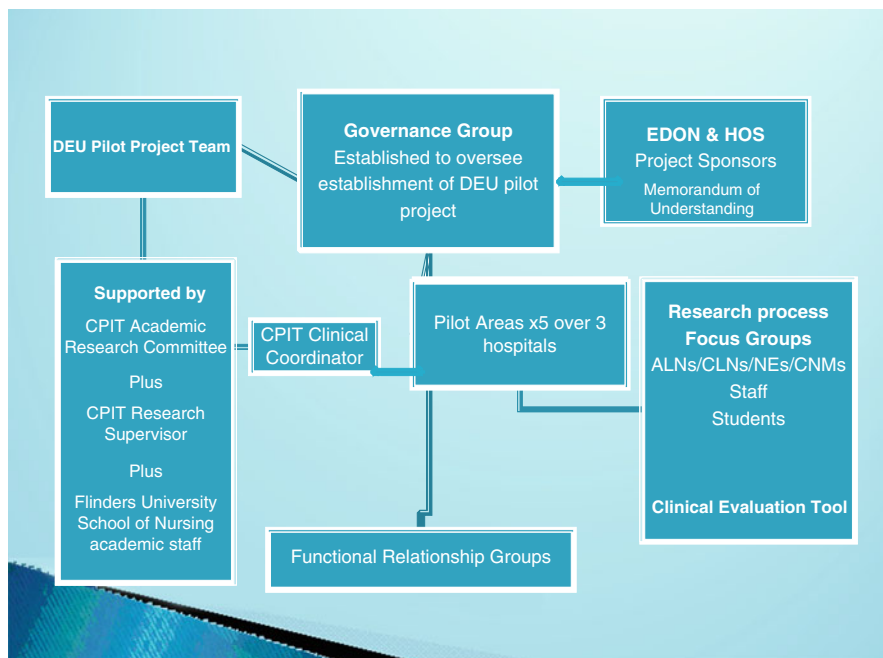 DEU Pilot Project Team
Governance Group
Established to oversee
establishment of DEU pilot
project
EDON & HOS
Project Sponsors
Memorandum of
Understanding
Supported by
CPIT Academic
Research Committee
Plus
CPIT Research
Supervisor
Plus
Flinders University
School of Nursing
academic staff
CPIT Clinical
Coordinator
Pilot Areas x5 over 3
hospitals
Research process
Focus Groups
ALNs/CLNs/NEs/CNMs
Staff
Students
Clinical Evaluation Tool
Functional Relationship Groups